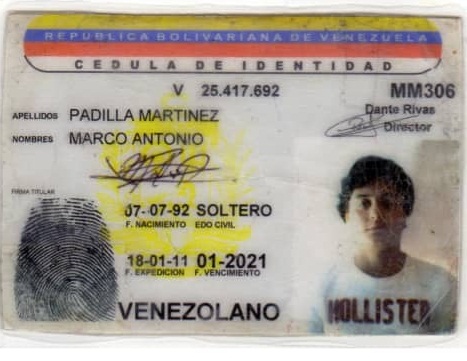 REPUBLICA BOLIVARIANA DE VENEZUELA
CEDULA DE IDENTIDAD
V 25.417.692 MM306
Dante Rivas
Director
APELLIDOS PADILLA MARTINEZ
NOMBRES MARCO ANTONIO
FIRMA TITULAR
07-07-92 SOLTERO
F. NACIMIENTO EDO CIVIL
18-01-11 01-2021
F. EXPEDICION F. VENCIMIENTO
VENEZOLANO
HOLLISTER